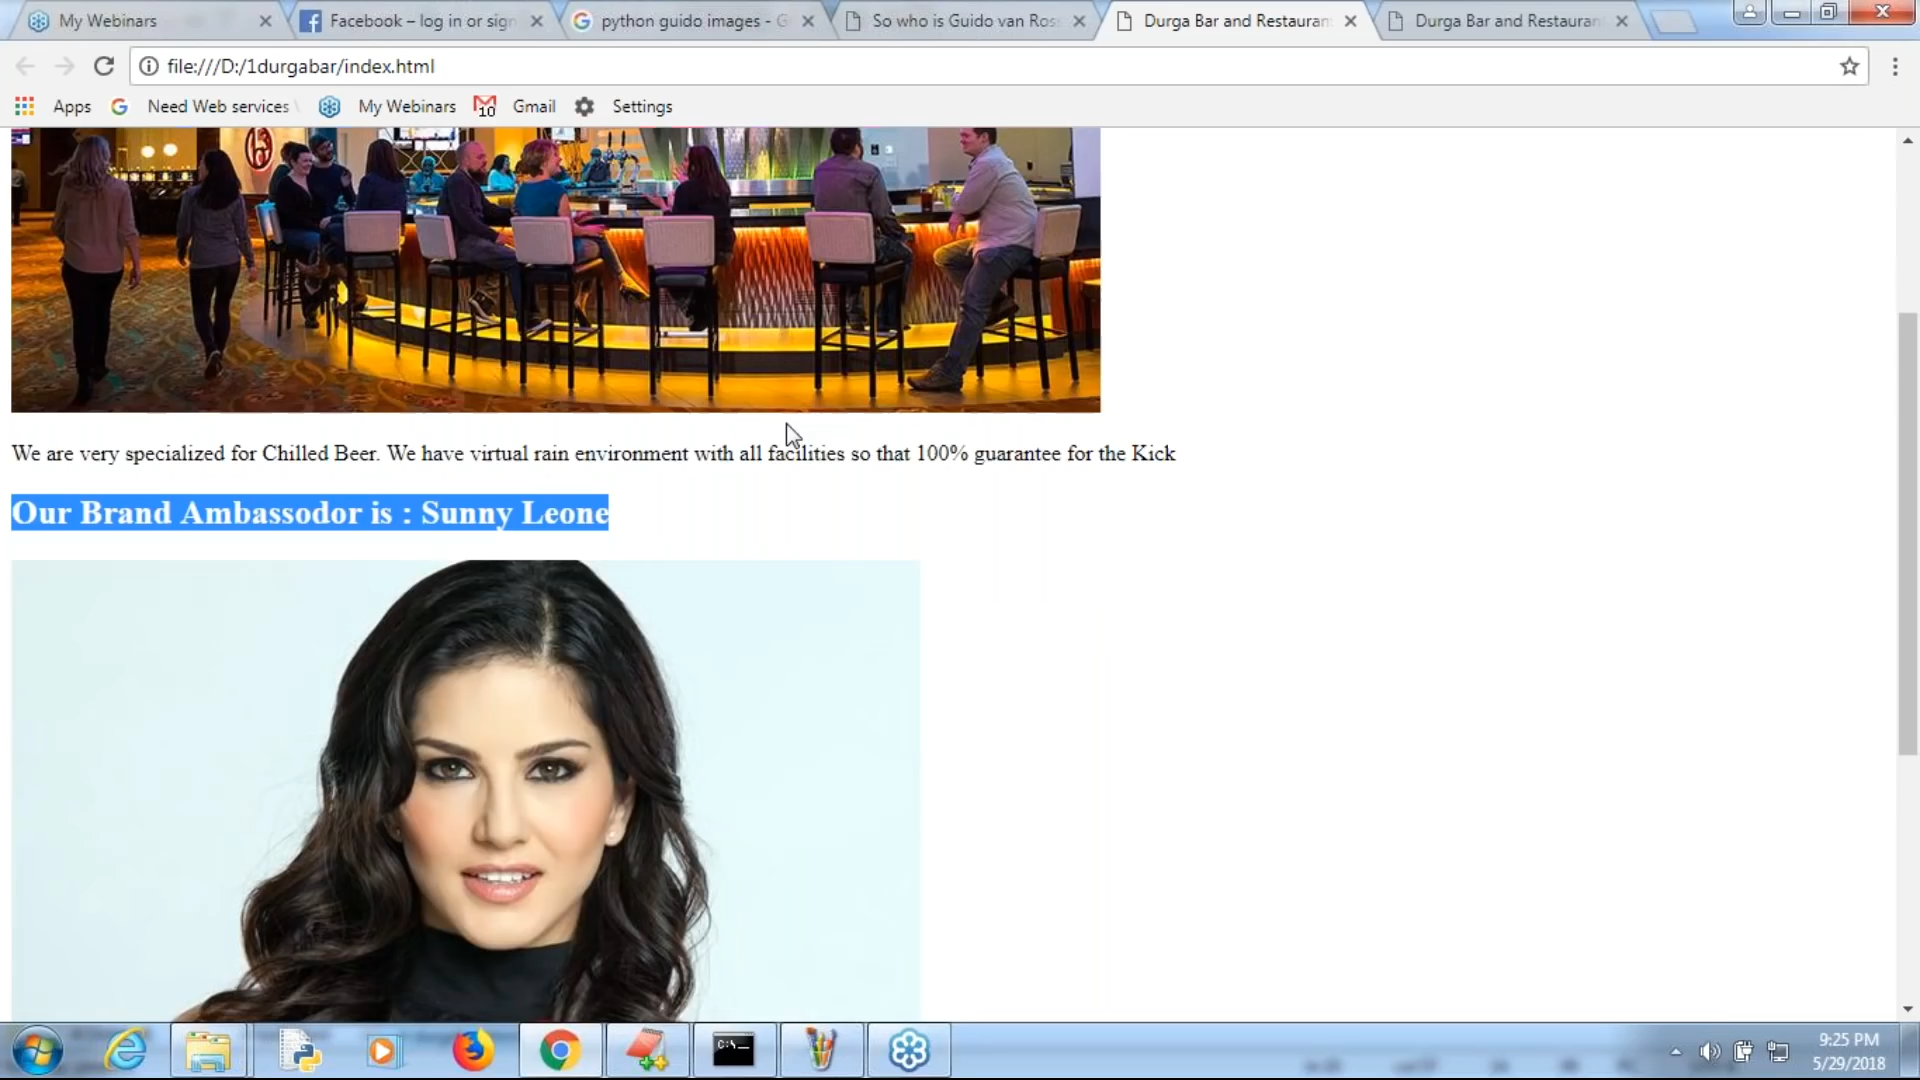 My Webinars
Facebook – log in or sign
python guido images - G
So who is Guido van Ros
Durga Bar and Restauran
Durga Bar and Restauran
file:///D:/1durgabar/index.html
Apps
Need Web services
My Webinars
10
Gmail
Settings
We are very specialized for Chilled Beer. We have virtual rain environment with all facilities so that 100% guarantee for the Kick
Our Brand Ambassodor is : Sunny Leone
C:\.
9:25 PM
5/29/2018